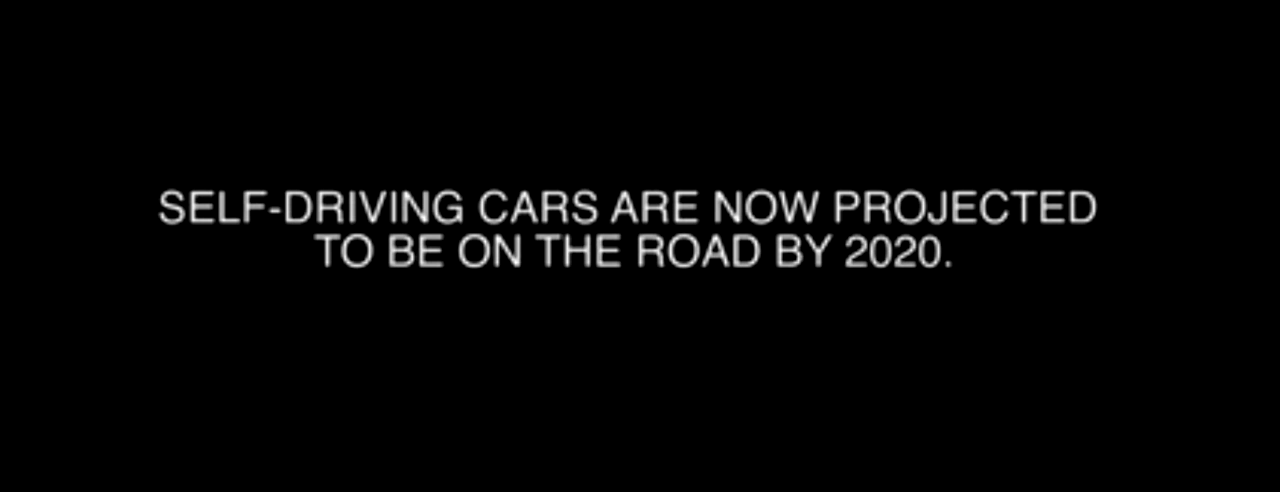 SELF-DRIVING CARS ARE NOW PROJECTED
TO BE ON THE ROAD BY 2020.